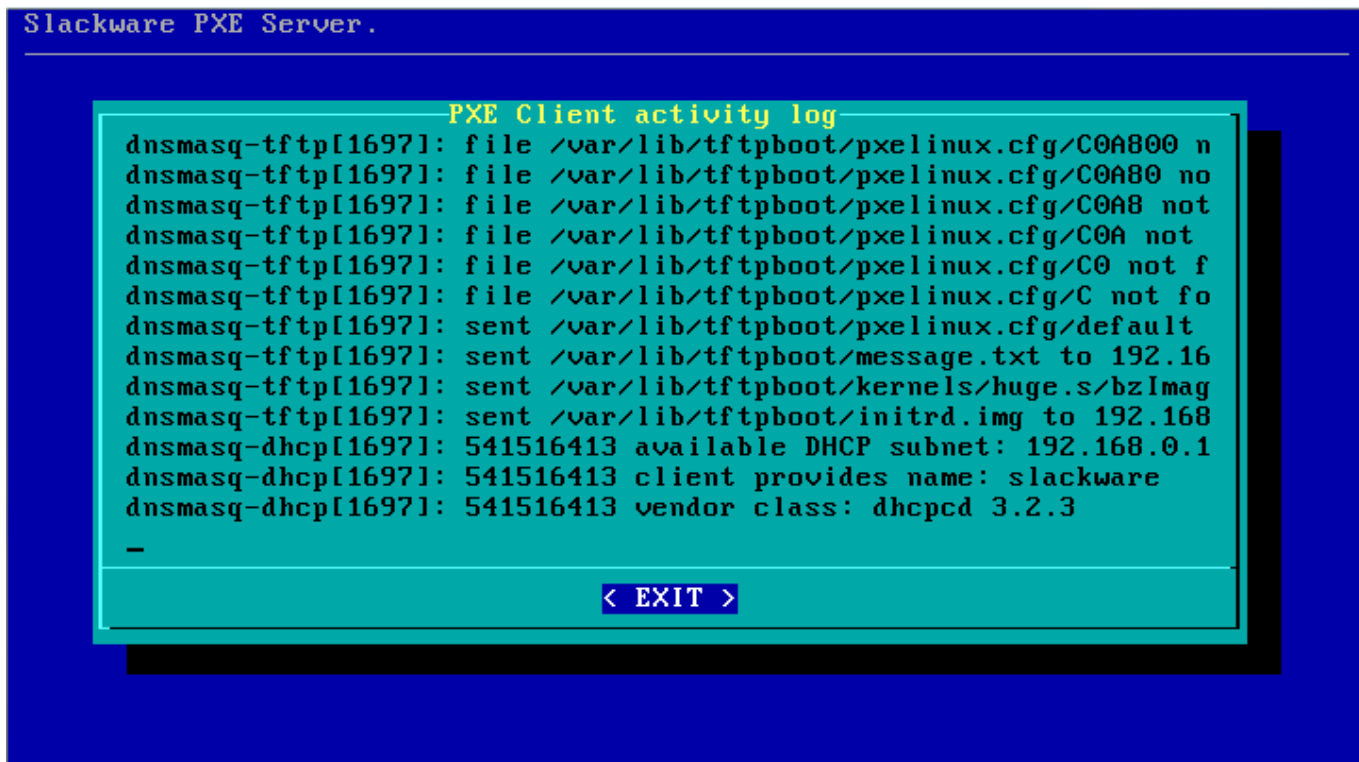 Slackware PXE Server.
PXE Client activity log
dnsmasq-tftp[1697]: file /var/lib/tftpboot/pxelinux.cfg/C0A800 n
dnsmasq-tftp[1697]: file /var/lib/tftpboot/pxelinux.cfg/C0A80 no
dnsmasq-tftp[1697]: file /var/lib/tftpboot/pxelinux.cfg/C0A8 not
dnsmasq-tftp[1697]: file /var/lib/tftpboot/pxelinux.cfg/C0A not
dnsmasq-tftp[1697]: file /var/lib/tftpboot/pxelinux.cfg/C0 not f
dnsmasq-tftp[1697]: file /var/lib/tftpboot/pxelinux.cfg/C not fo
dnsmasq-tftp[1697]: sent /var/lib/tftpboot/pxelinux.cfg/default
dnsmasq-tftp[1697]: sent /var/lib/tftpboot/message.txt to 192.16
dnsmasq-tftp[1697]: sent /var/lib/tftpboot/kernels/huge.s/bzImag
dnsmasq-tftp[1697]: sent /var/lib/tftpboot/initrd.img to 192.168
dnsmasq-dhcp[1697]: 541516413 available DHCP subnet: 192.168.0.1
dnsmasq-dhcp[1697]: 541516413 client provides name: slackware
dnsmasq-dhcp[1697]: 541516413 vendor class: dhcpcd 3.2.3
< EXIT >